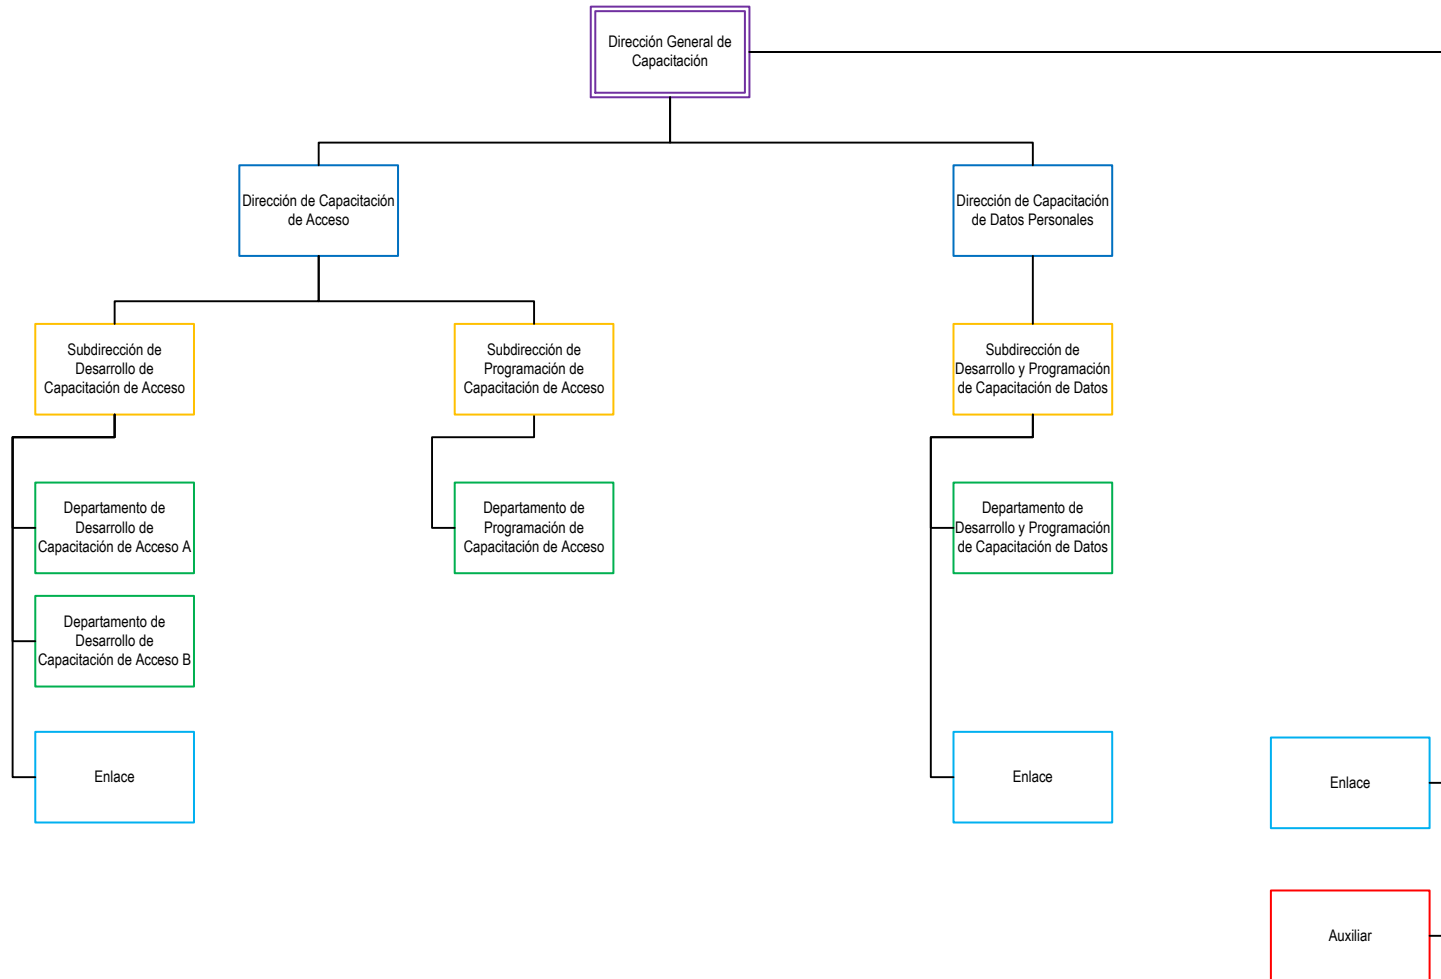 Dirección General de
Capacitación
Dirección de Capacitación
de Acceso
Dirección de Capacitación
de Datos Personales
Subdirección de
Desarrollo de
Capacitación de Acceso
Subdirección de
Programación de
Capacitación de Acceso
Subdirección de
Desarrollo y Programación
de Capacitación de Datos
Departamento de
Desarrollo de
Capacitación de Acceso A
Departamento de
Programación de
Capacitación de Acceso
Departamento de
Desarrollo y Programación
de Capacitación de Datos
Departamento de
Desarrollo de
Capacitación de Acceso B
Enlace
Enlace
Enlace
Auxiliar